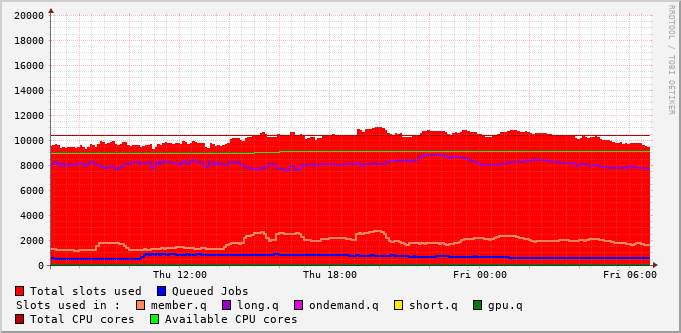 20000
18000
16000
14000
12000
10000
8000
6000
4000
2000
0
Thu 12:00 Thu 18:00 Fri 00:00 Fri 06:00
RRDTOOL / TOBI OETIKER
Total slots used Queued Jobs
Slots used in : member.q long.q ondemand.q short.q gpu.q
Total CPU cores Available CPU cores